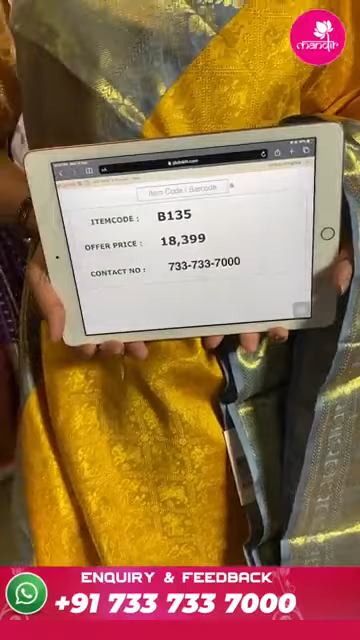 mandir
Item Code / Barcode
ITEMCODE : B135
OFFER PRICE : 18,399
CONTACT NO : 733-733-7000
ENQUIRY & FEEDBACK
+91 733 733 7000